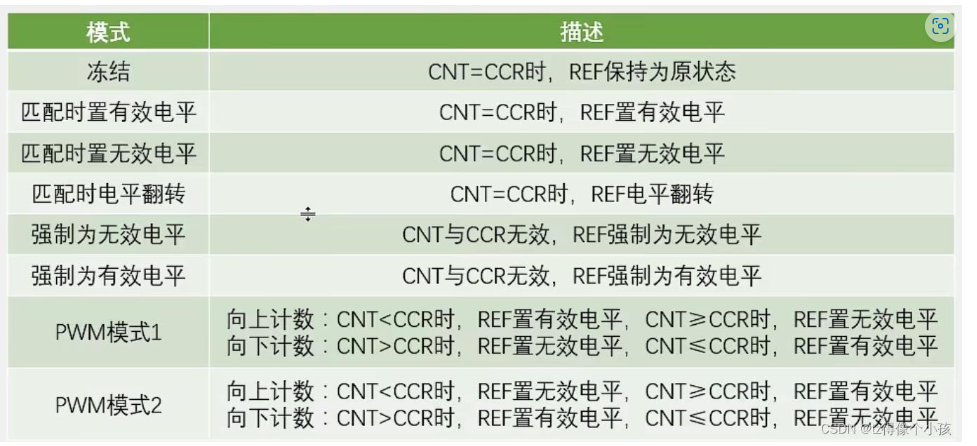 模式 描述
冻结 CNT=CCR时，REF保持为原状态
匹配时置有效电平 CNT=CCR时，REF置有效电平
匹配时置无效电平 CNT=CCR时，REF置无效电平
匹配时电平翻转 CNT=CCR时，REF电平翻转
强制为无效电平 CNT与CCR无效，REF强制为无效电平
强制为有效电平 CNT与CCR无效，REF强制为有效电平
PWM模式1
向上计数：CNT<CCR时，REF置有效电平，CNT≥CCR时，REF置无效电平
向下计数：CNT>CCR时，REF置无效电平，CNT≤CCR时，REF置有效电平
PWM模式2
向上计数：CNT<CCR时，REF置无效电平，CNT≥CCR时，REF置有效电平
向下计数：CNT>CCR时，REF置有效电平，CNT≤CCR时，REF置无效电平
CSDN 得像个小孩